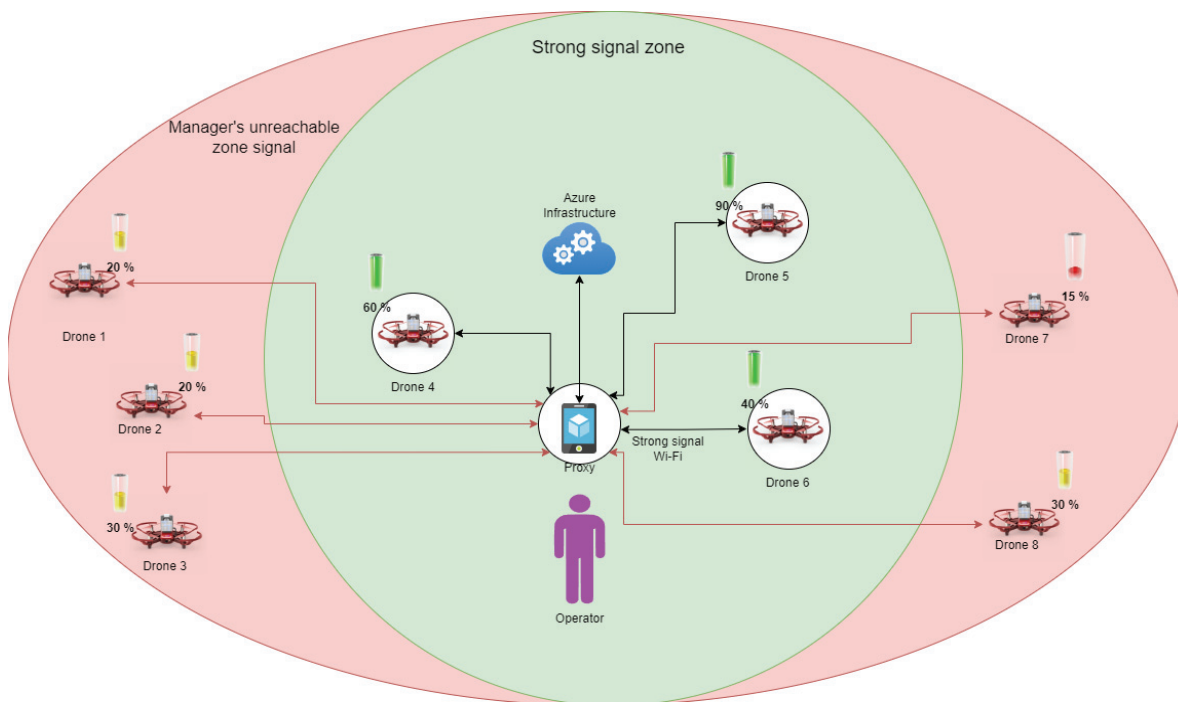 Strong signal zone
Manager's unreachable
zone signal
Azure
Infrastructure
20 %
Drone 1
20 %
Drone 2
30 %
Drone 3
60 %
Drone 4
90 %
Drone 5
40 %
Drone 6
Strong signal
Wi-Fi
Proxy
Operator
15 %
Drone 7
30 %
Drone 8